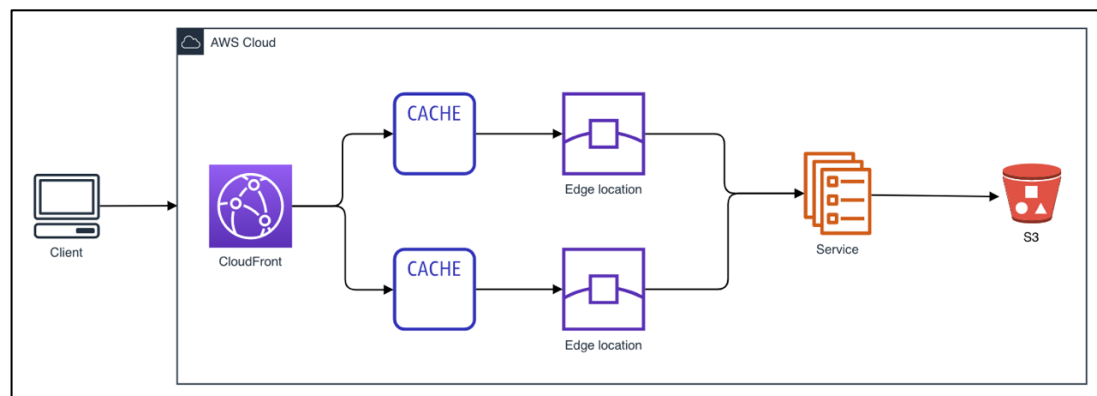 AWS Cloud
CACHE
Edge location
Client
CloudFront
CACHE
Edge location
Service
S3